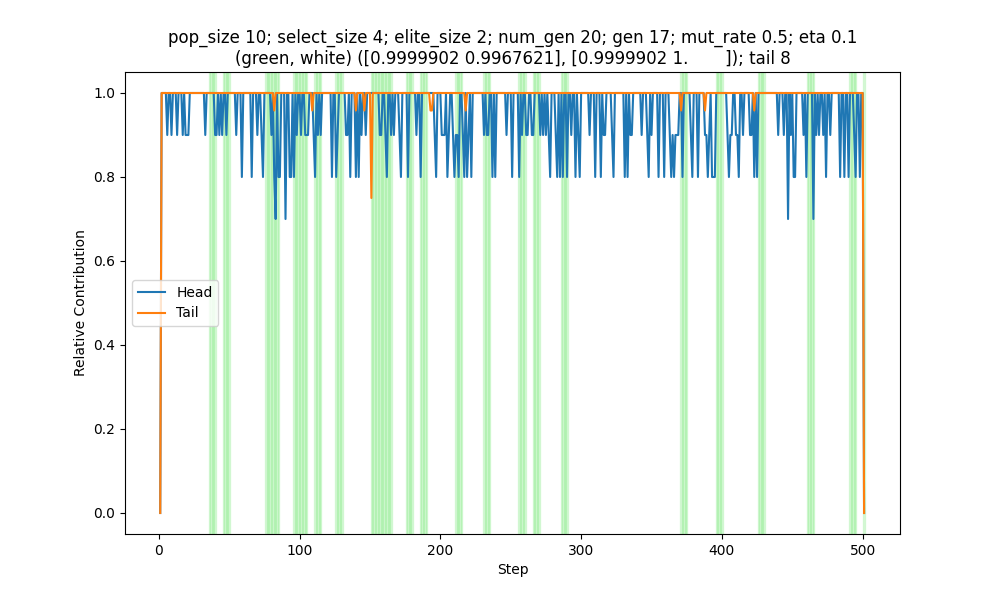 pop_size 10; select_size 4; elite_size 2; num_gen 20; gen 17; mut_rate 0.5; eta 0.1
(green, white) ([0.9999902 0.9967621], [0.9999902 1.        ]); tail 8
1.0
0.8
0.6
0.4
0.2
0.0
Relative Contribution
Head
Tail
0 100 200 300 400 500
Step